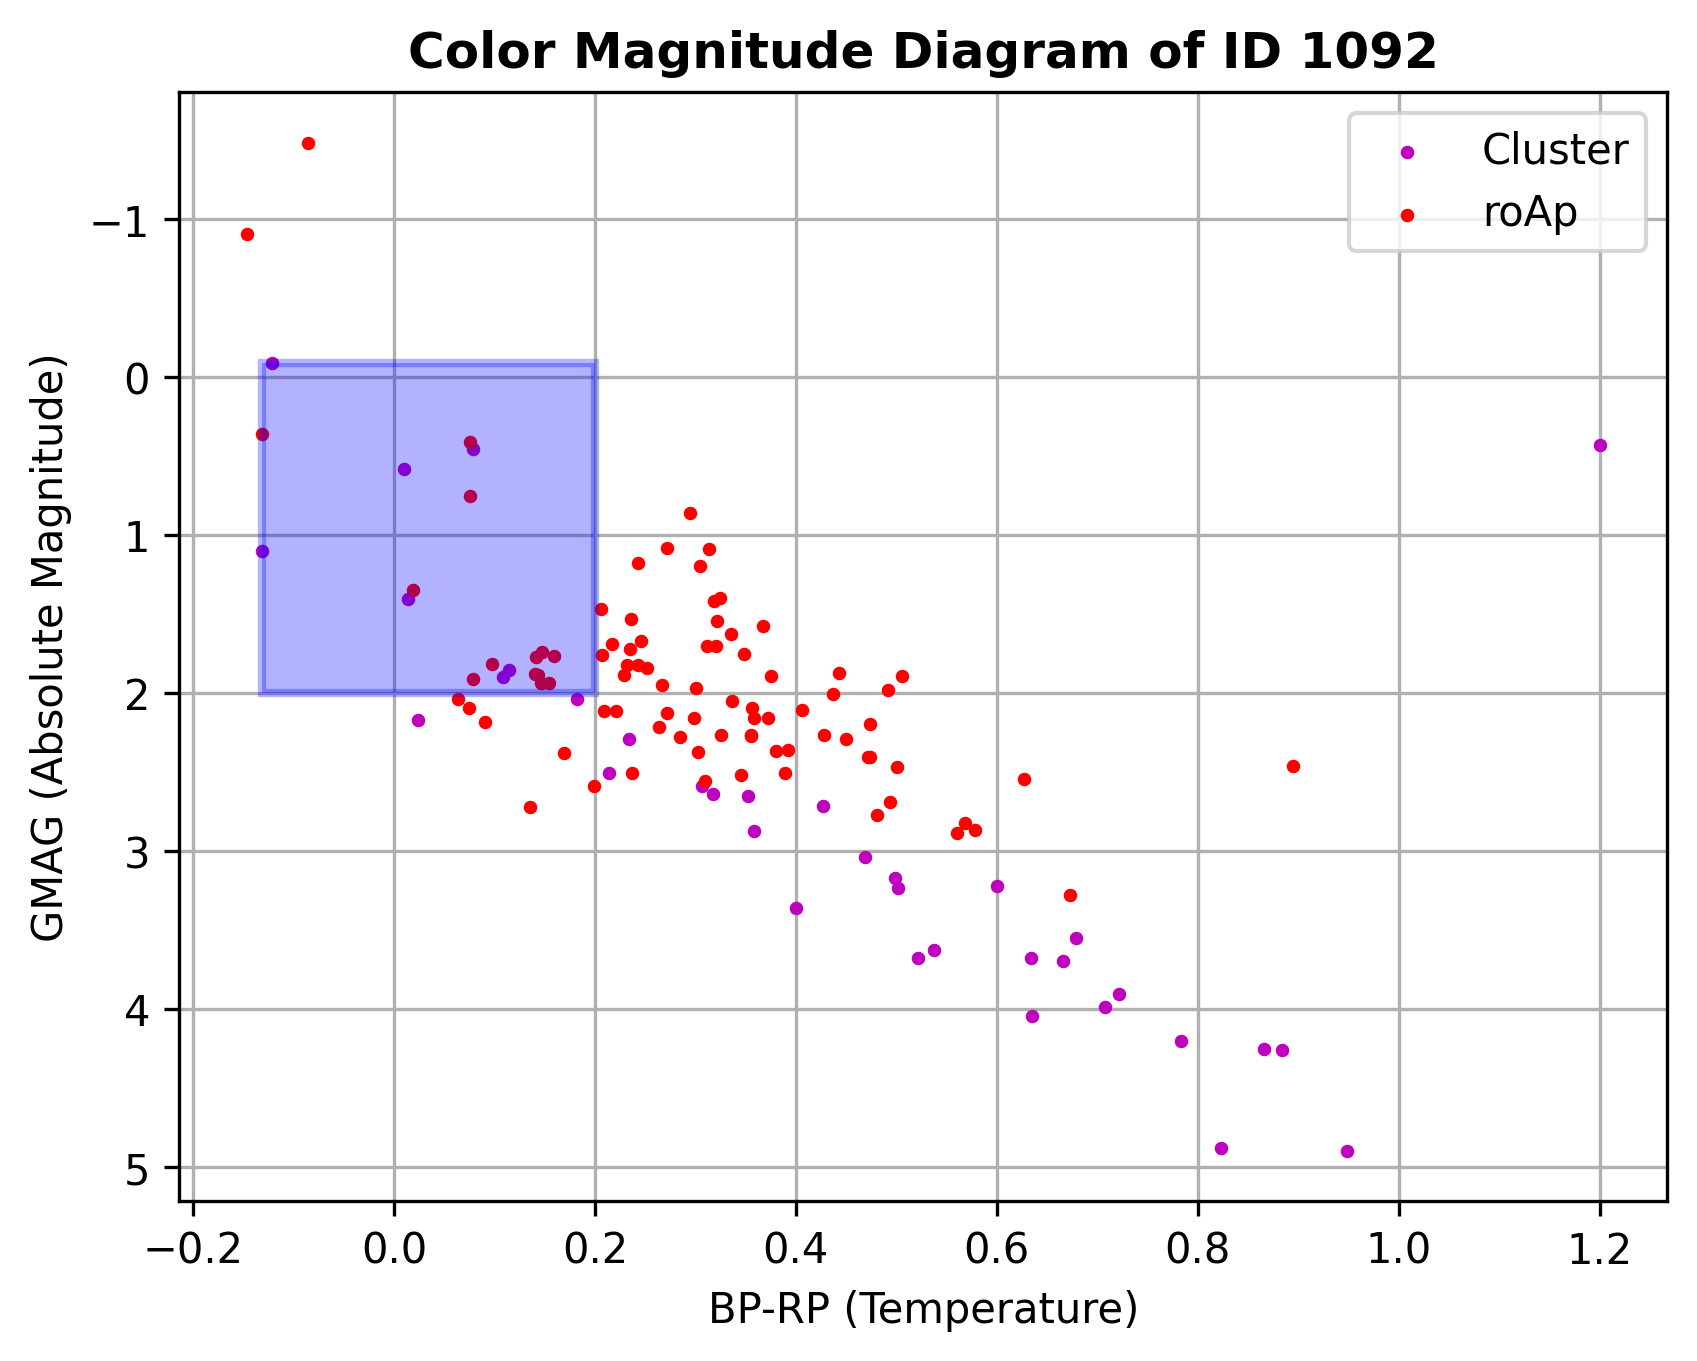 Color Magnitude Diagram of ID 1092
Cluster
roAp
GMAG (Absolute Magnitude)
−1
0
1
2
3
4
5
−0.2 0.0 0.2 0.4 0.6 0.8 1.0 1.2
BP-RP (Temperature)